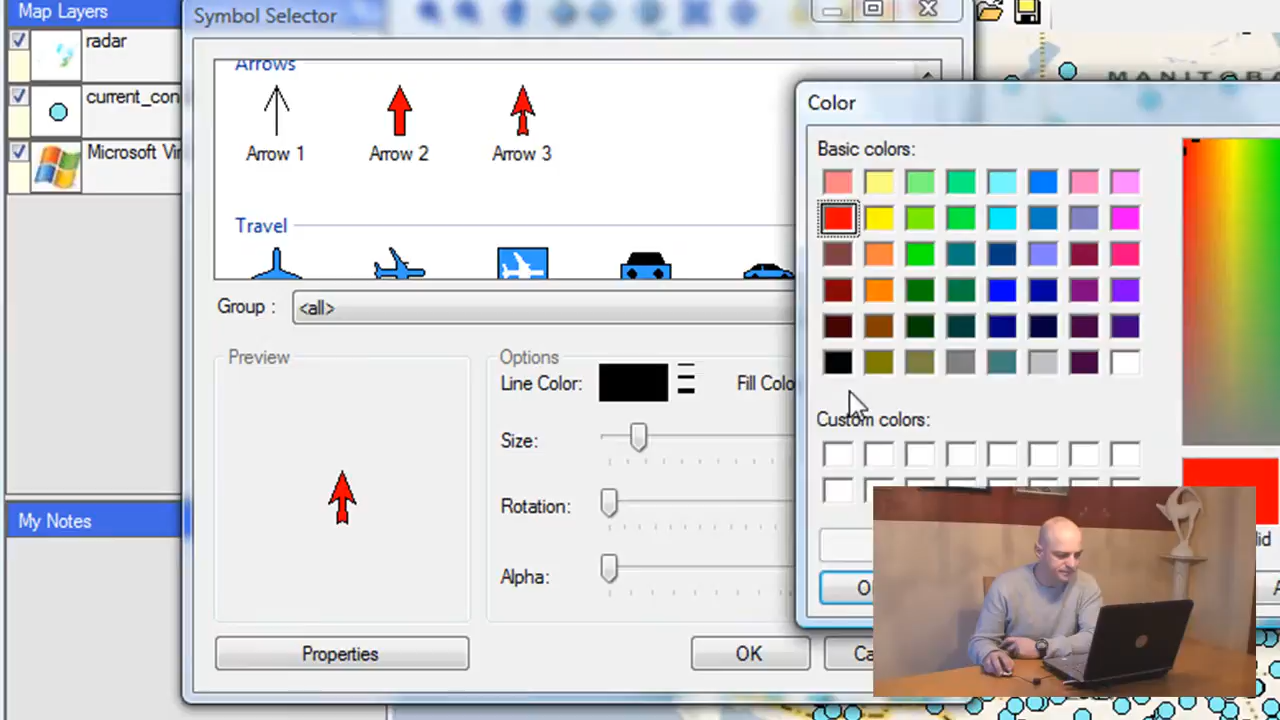 Map Layers
radar
current_con
Microsoft Vir
My Notes
Symbol Selector
Arrows
Arrow 1
Arrow 2
Arrow 3
Travel
Group :
<all>
Preview
Properties
Options
Line Color:
Fill Colo
Size:
Rotation:
Alpha:
OK
Ca
Color
Basic colors:
Custom colors:
MANITOBA